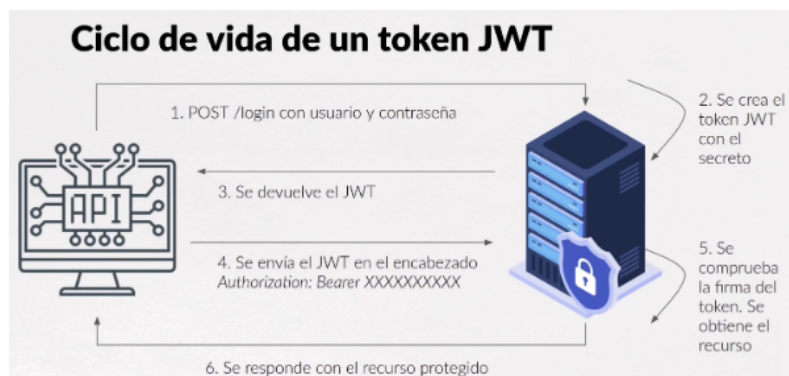 Ciclo de vida de un token JWT
1. POST /login con usuario y contraseña
2. Se crea el
token JWT
con el
secreto
API
3. Se devuelve el JWT
4. Se envía el JWT en el encabezado
Authorization: Bearer XXXXXXXXXX
5. Se
comprueba
la firma del
token. Se
obtiene el
recurso
6. Se responde con el recurso protegido